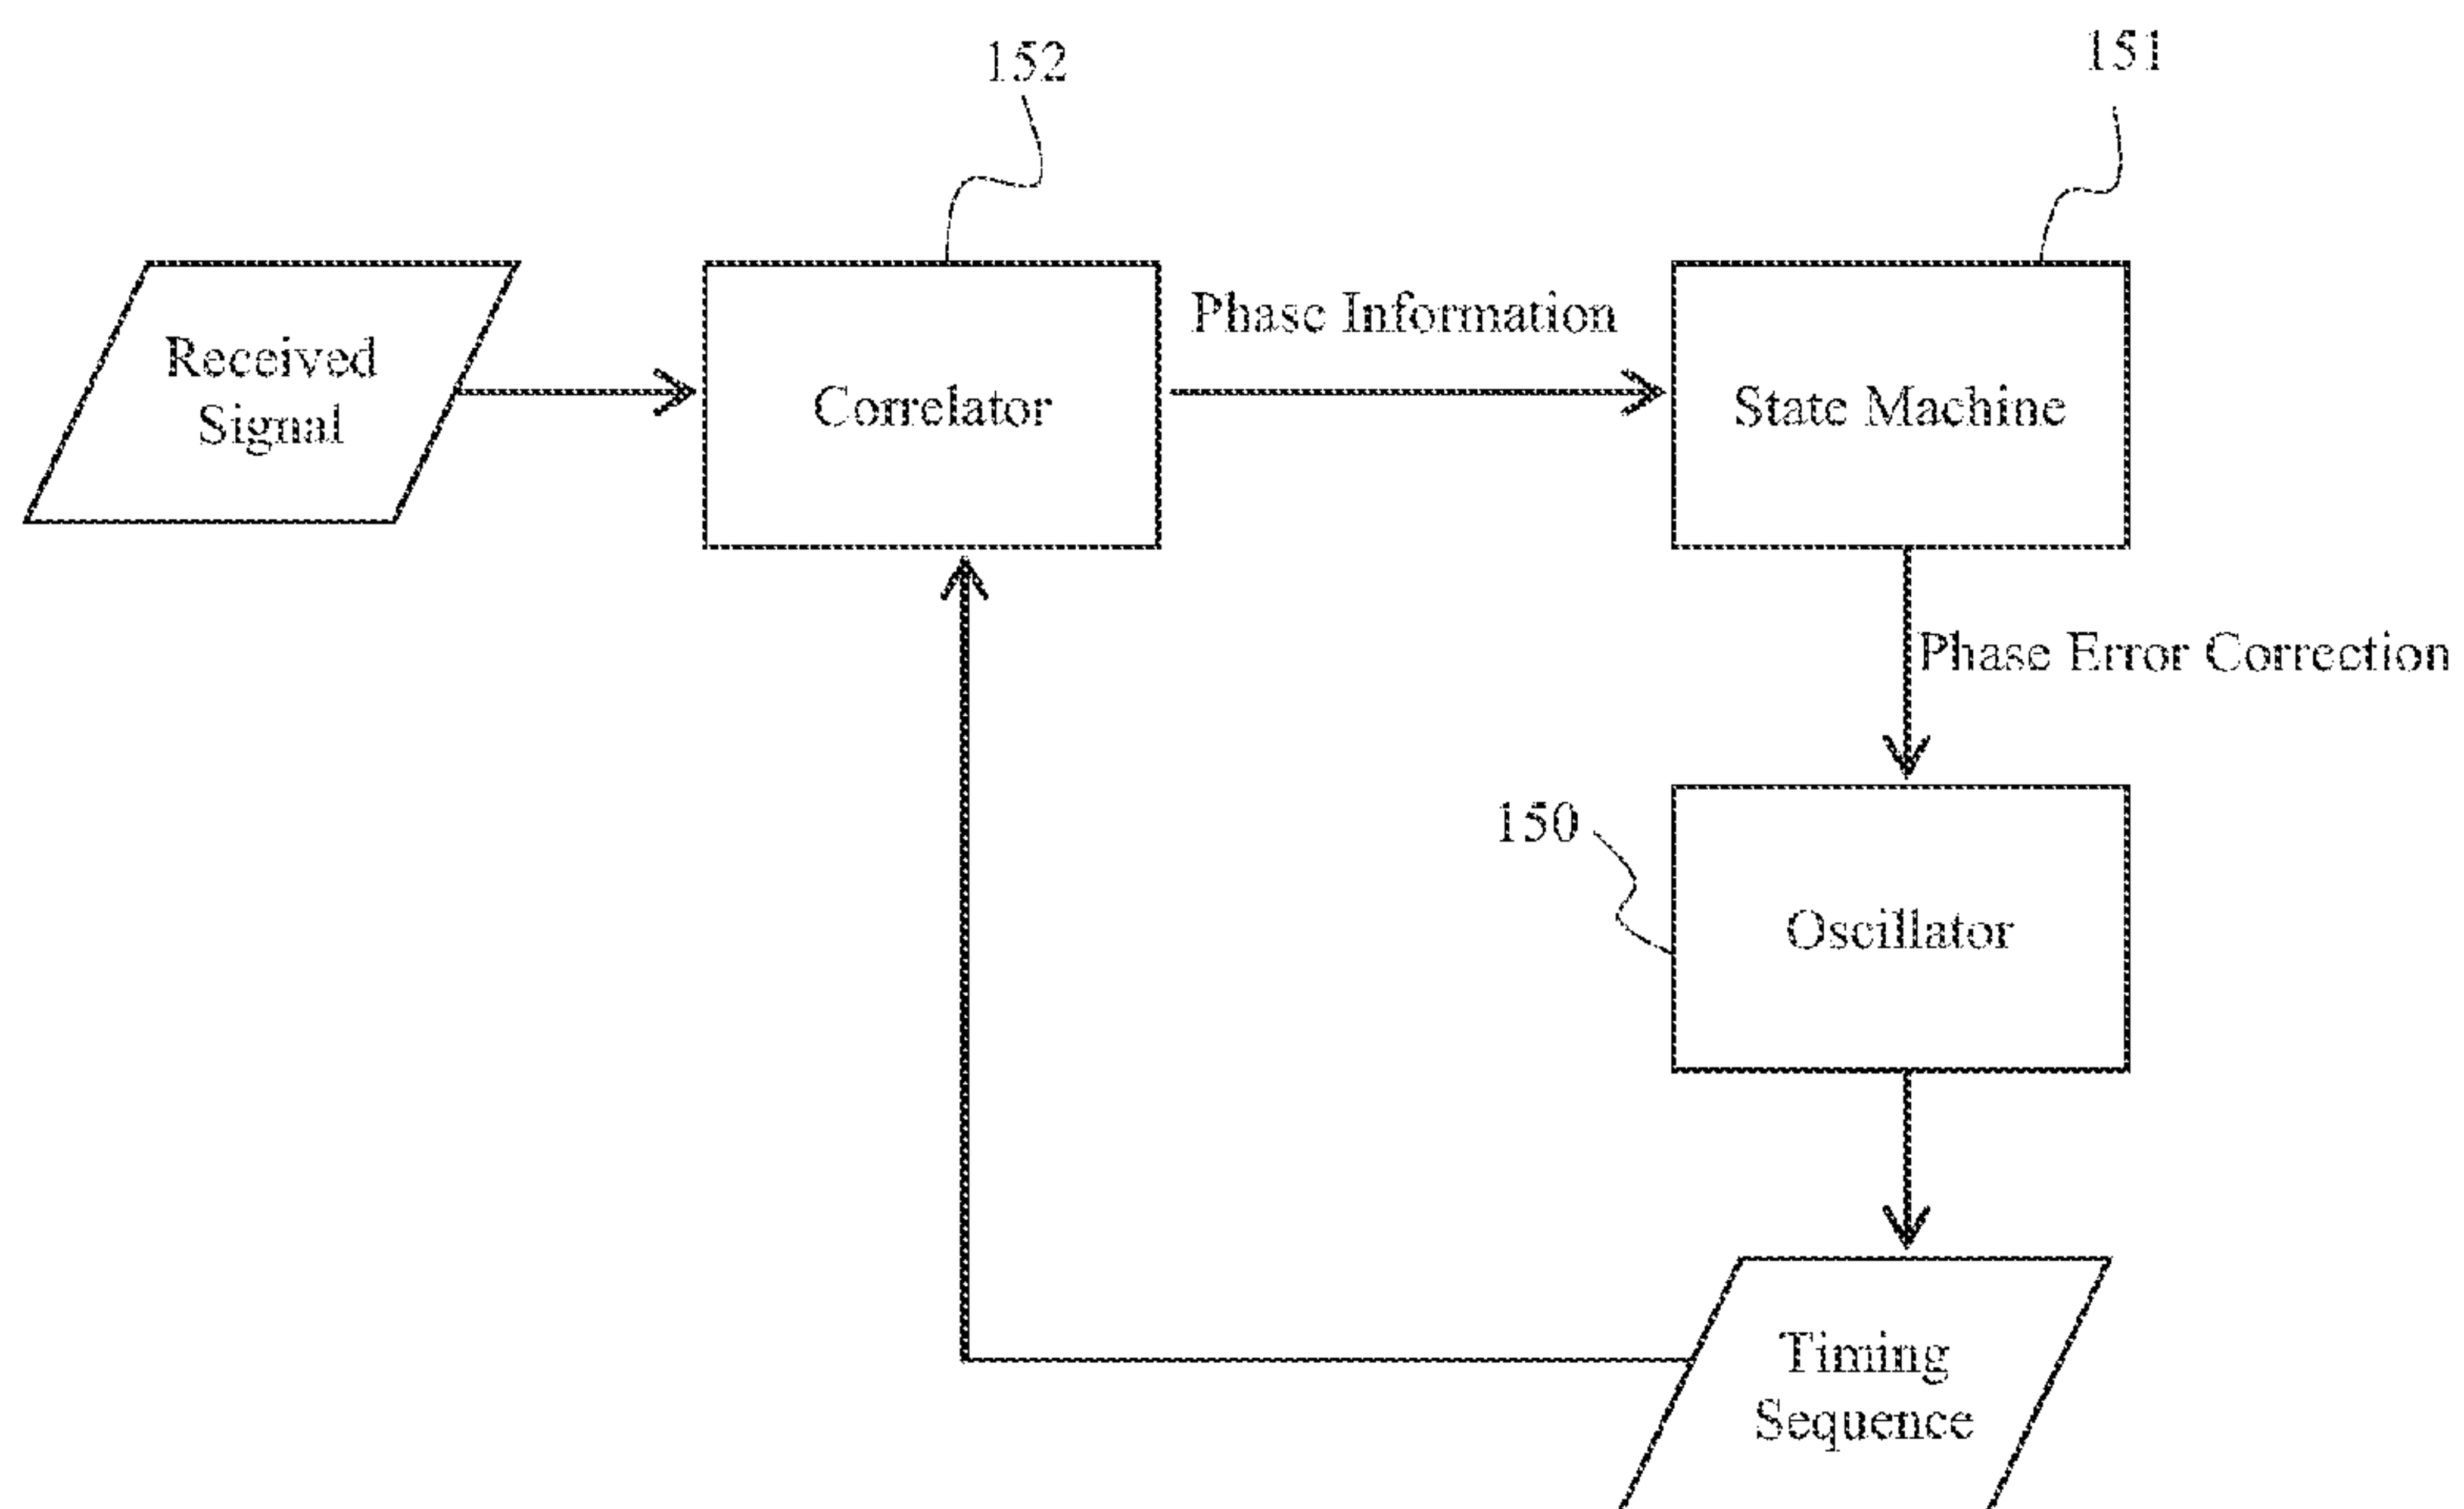 152
151
Received
Signal
Correlator
Phase Information
State Machine
Phase Error Correction
150
Oscillator
Timing
Sequence